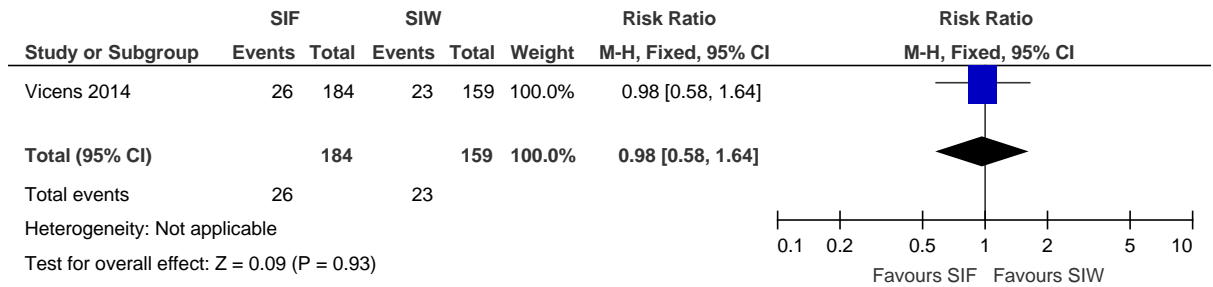 SIF SIW Risk Ratio Risk Ratio
Study or Subgroup Events Total Events Total Weight M-H, Fixed, 95% CI M-H, Fixed, 95% CI
Vicens 2014 26 184 23 159 100.0% 0.98 [0.58, 1.64]
Total (95% CI) 184 159 100.0% 0.98 [0.58, 1.64]
Total events 26 23
Heterogeneity: Not applicable
Test for overall effect: Z = 0.09 (P = 0.93)
0.1 0.2 0.5 1 2 5 10
Favours SIF Favours SIW